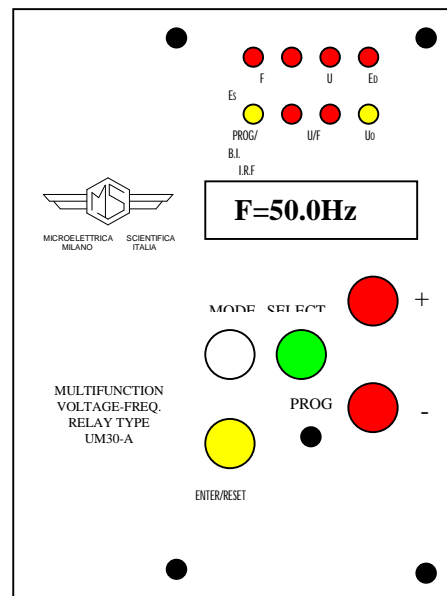 F U ED
ES
PROG/ U/F UO
B.I.
I.R.F
MS
F=50.0Hz
MICROELETTRICA SCIENTIFICA
MILANO ITALIA
+
MODE SELECT
MULTIFUNCTION
VOLTAGE-FREQ.
RELAY TYPE
UM30-A
PROG
-
ENTER/RESET